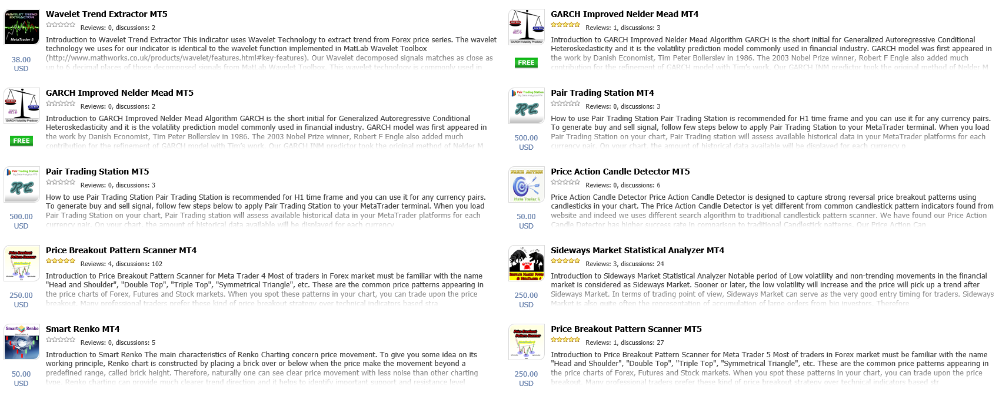 Wavelet Trend Extractor MT5
Reviews: 0, discussions: 2
Introduction to Wavelet Trend Extractor This indicator uses Wavelet Technology to extract trend from Forex price series. The wavelet
technology we uses for our indicator is identical to the wavelet function implemented in MatLab Wavelet Toolbox
(http://www.mathworks.co.uk/products/wavelet/features.html#key-features). Our Wavelet decomposed signals matches as close as
up to 6 decimal places of those decomposed signals from MatLab Wavelet Toolbox. This wavelet technology is commonly used in
WAVELET TREND
EXTRACTOR
MetaTrader 5
38.00
USD
GARCH Improved Nelder Mead MT4
Reviews: 1, discussions: 3
Introduction to GARCH Improved Nelder Mead Algorithm GARCH is the short initial for Generalized Autoregressive Conditional
Heteroskedasticity and it is the volatility prediction model commonly used in financial industry. GARCH model was first appeared in
the work by Danish Economist, Tim Peter Bollerslev in 1986. The 2003 Nobel Prize winner, Robert F Engle also added much
contribution for the refinement of GARCH model with Tim's work. Our GARCH INM predictor took the original method of Nelder M
GARCH Volatility Predictor
FREE
GARCH Improved Nelder Mead MT5
Reviews: 0, discussions: 2
Introduction to GARCH Improved Nelder Mead Algorithm GARCH is the short initial for Generalized Autoregressive Conditional
Heteroskedasticity and it is the volatility prediction model commonly used in financial industry. GARCH model was first appeared in
the work by Danish Economist, Tim Peter Bollerslev in 1986. The 2003 Nobel Prize winner, Robert F Engle also added much
contribution for the refinement of GARCH model with Tim's work. Our GARCH INM predictor took the original method of Nelder M
GARCH Volatility Predictor
FREE
Pair Trading Station MT4
Reviews: 0, discussions: 3
How to use Pair Trading Station Pair Trading Station is recommended for H1 time frame and you can use it for any currency pairs.
To generate buy and sell signal, follow few steps below to apply Pair Trading Station to your MetaTrader terminal. When you load
Pair Trading Station on your chart, Pair Trading station will assess available historical data in your MetaTrader platforms for each
currency pair. On your chart, the amount of historical data available will be displayed for each currency p
Pair Trading Station
Big Data Analytics MT4
500.00
USD
Pair Trading Station MT5
Reviews: 0, discussions: 3
How to use Pair Trading Station Pair Trading Station is recommended for H1 time frame and you can use it for any currency pairs.
To generate buy and sell signal, follow few steps below to apply Pair Trading Station to your MetaTrader terminal. When you load
Pair Trading Station on your chart, Pair Trading station will assess available historical data in your MetaTrader platforms for each
currency pair. On your chart, the amount of historical data available will be displayed for each currency
Pair Trading Station
Big Data Analytics MT5
500.00
USD
Price Action Candle Detector MT5
Reviews: 0, discussions: 6
Price Action Candle Detector Price Action Candle Detector is designed to capture strong reversal price breakout patterns using
candlesticks in your chart. The Price Action Candle Detector is yet different from common candlestick pattern indicators found from
website and indeed we uses different search algorithm to traditional candlestick pattern scanner. We have found our Price Action
Candle Detector has higher success rate in comparison to traditional Candlestick patterns. Our Price Action Can
PRICE ACTION
Meta Trader 5
50.00
USD
Price Breakout Pattern Scanner MT4
Reviews: 4, discussions: 102
Introduction to Price Breakout Pattern Scanner for Meta Trader 4 Most of traders in Forex market must be familiar with the name
"Head and Shoulder", "Double Top", "Triple Top", "Symmetrical Triangle", etc. These are the common price patterns appearing in
the price charts of Forex, Futures and Stock markets. When you spot these patterns in your chart, you can trade upon the price
breakout. Many professional traders prefer these kind of price breakout strategy over technical indicators based stra
Price Breakout
Pattern Scanner
250.00
USD
Sideways Market Statistical Analyzer MT4
Reviews: 3, discussions: 24
Introduction to Sideways Market Statistical Analyzer Notable period of Low volatility and non-trending movements in the financial
market is considered as Sideways Market. Sooner or later, the low volatility will increase and the price will pick up a trend after
Sideways Market. In terms of trading point of view, Sideways Market can serve as the very good entry timing for traders. Sideways
Market is also quite often the representation of accumulation of large orders from big investors. Therefore
250.00
USD
Smart Renko MT4
Reviews: 0, discussions: 5
Introduction to Smart Renko The main characteristics of Renko Charting concern price movement. To give you some idea on its
working principle, Renko chart is constructed by placing a brick over or below when the price make the movement beyond a
predefined range, called brick height. Therefore, naturally one can see clear price movement with less noise than other charting
type. Renko charting can provide much clearer trend direction and it helps to identify important support and resistance level
Smart Renko
50.00
USD
Price Breakout Pattern Scanner MT5
Reviews: 1, discussions: 27
Introduction to Price Breakout Pattern Scanner for Meta Trader 5 Most of traders in Forex market must be familiar with the name
"Head and Shoulder", "Double Top", "Triple Top", "Symmetrical Triangle", etc. These are the common price patterns appearing in
the price charts of Forex, Futures and Stock markets. When you spot these patterns in your chart, you can trade upon the price
breakout. Many professional traders prefer these kind of price breakout strategy over technical indicators based str
Price Breakout
Pattern Scanner
250.00
USD